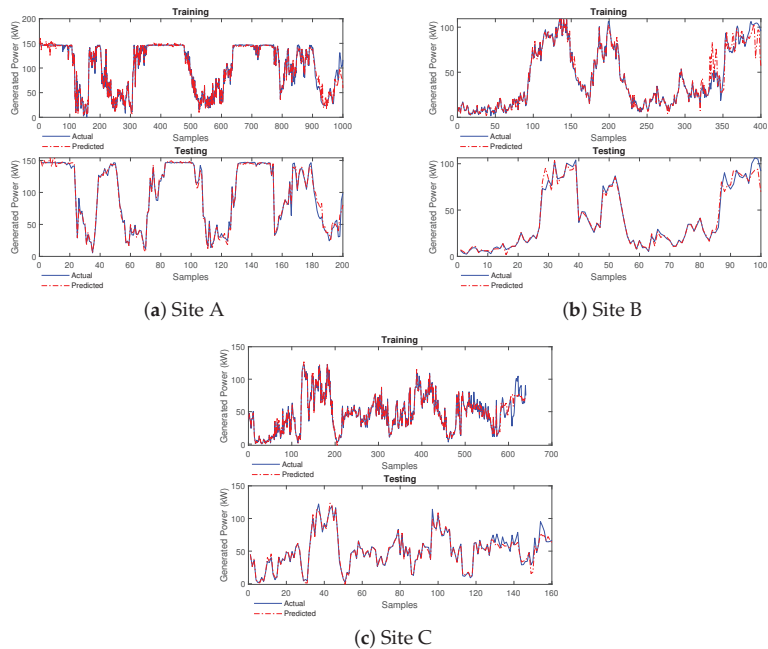 Training
Generated Power (kW)
200
150
100
50
0
0 100 200 300 400 500 600 700 800 900 1000
Samples
Actual
Predicted
Testing
Generated Power (kW)
150
100
50
0
0 20 40 60 80 100 120 140 160 180 200
Samples
Actual
Predicted
(a) Site A
Training
Generated Power (kW)
100
50
0
0 50 100 150 200 250 300 350 400
Samples
Actual
Predicted
Testing
Generated Power (kW)
100
50
0
0 10 20 30 40 50 60 70 80 90 100
Samples
Actual
Predicted
(b) Site B
Training
Generated Power (kW)
150
100
50
0
0 100 200 300 400 500 600 700
Samples
Actual
Predicted
Testing
Generated Power (kW)
150
100
50
0
0 20 40 60 80 100 120 140 160
Samples
Actual
Predicted
(c) Site C